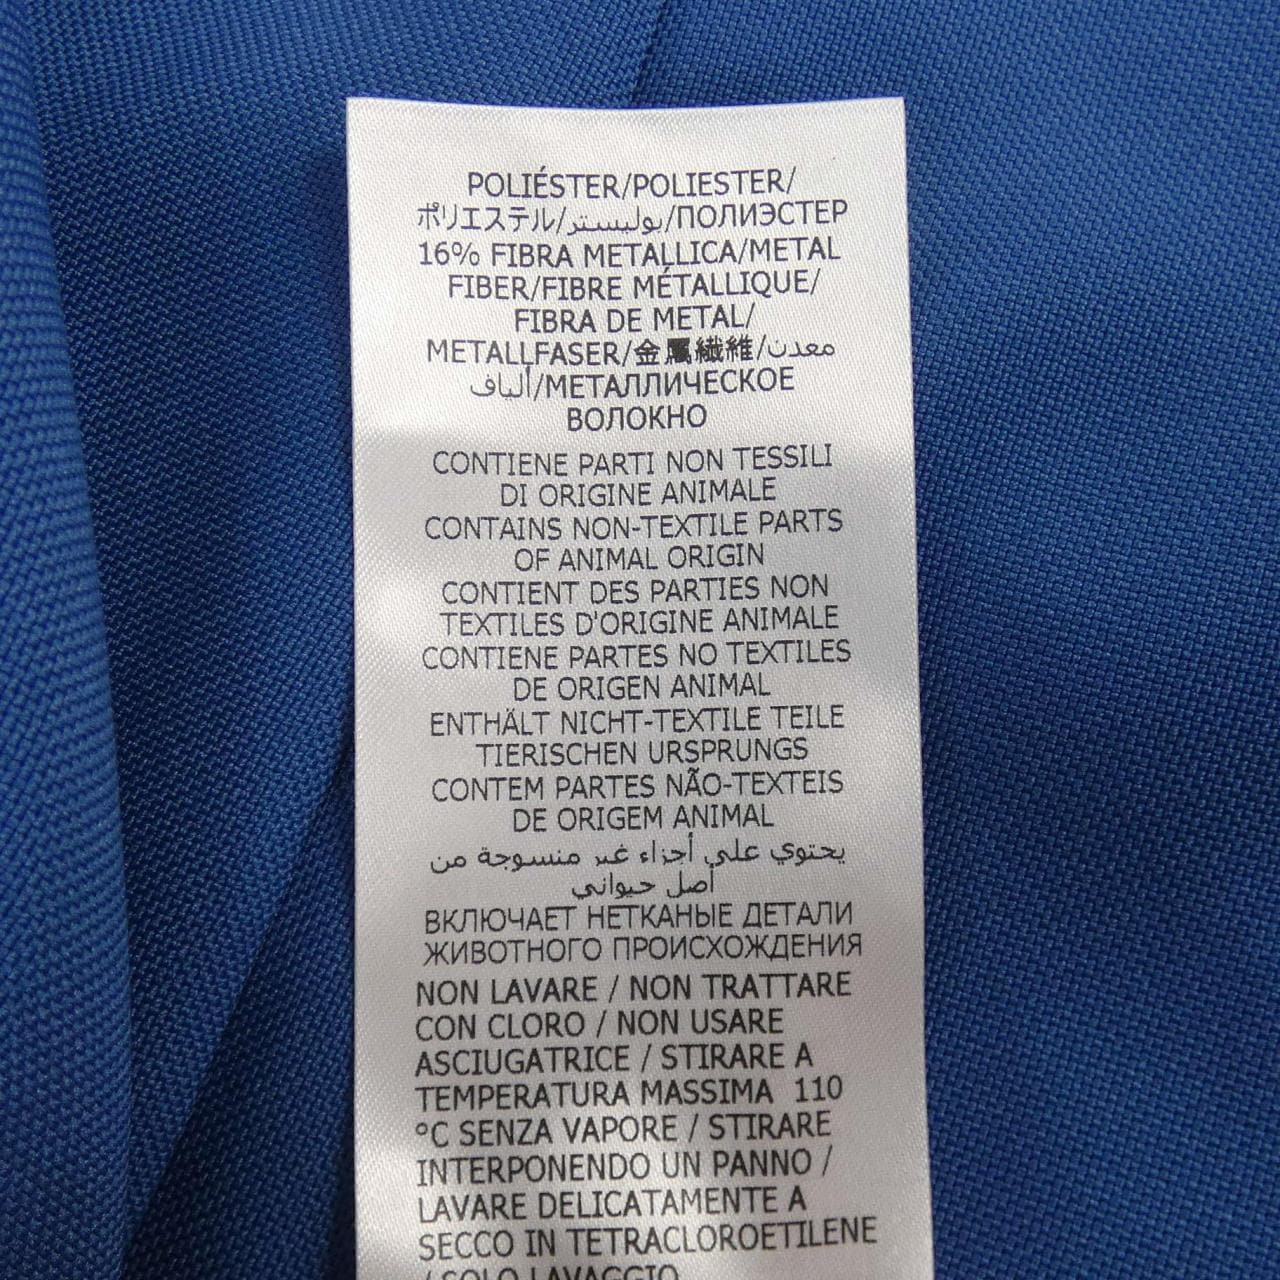 POLIÉSTER/POLIESTER/
ポリエステル/بوليستر/ПОЛИЭСТЕР
16% FIBRA METALLICA/METAL
FIBER/FIBRE MÉTALLIQUE/
FIBRA DE METAL/
METALLFASER/金属繊維/معدن
ألياف/МЕТАЛЛИЧЕСКОЕ
ВОЛОКНО
CONTIENE PARTI NON TESSILI
DI ORIGINE ANIMALE
CONTAINS NON-TEXTILE PARTS
OF ANIMAL ORIGIN
CONTIENT DES PARTIES NON
TEXTILES D'ORIGINE ANIMALE
CONTIENE PARTES NO TEXTILES
DE ORIGEN ANIMAL
ENTHÄLT NICHT-TEXTILE TEILE
TIERISCHEN URSPRUNGS
CONTEM PARTES NÃO-TEXTEIS
DE ORIGEM ANIMAL
يحتوي على أجزاء غير منسوجة من
أصل حيواني
ВКЛЮЧАЕТ НЕТКАНЫЕ ДЕТАЛИ
ЖИВОТНОГО ПРОИСХОЖДЕНИЯ
NON LAVARE / NON TRATTARE
CON CLORO / NON USARE
ASCIUGATRICE / STIRARE A
TEMPERATURA MASSIMA 110
°C SENZA VAPORE / STIRARE
INTERPONENDO UN PANNO /
LAVARE DELICATAMENTE A
SECCO IN TETRACLOROETILENE
/ SOLO LAVAGGIO